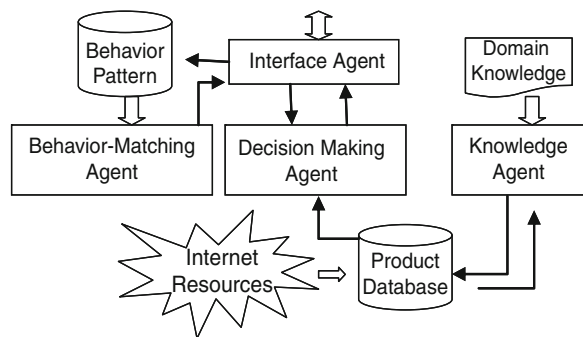 Behavior
Pattern
Interface Agent
Domain
Knowledge
Behavior-Matching
Agent
Decision Making
Agent
Knowledge
Agent
Internet
Resources
Product
Database